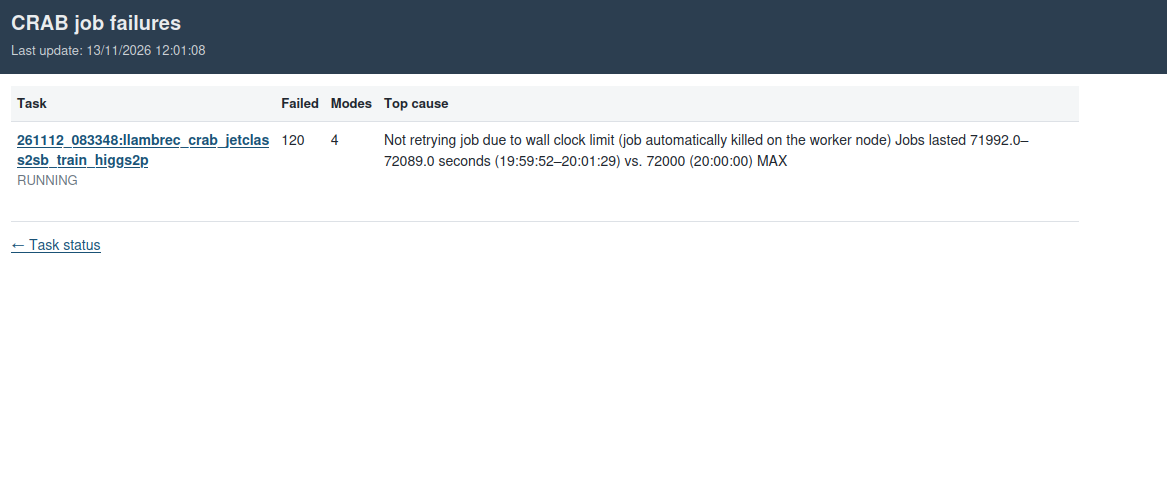 CRAB job failures
Last update: 13/11/2026 12:01:08
Task Failed Modes Top cause
261112_083348:llambrec_crab_jetclas 120 4 Not retrying job due to wall clock limit (job automatically killed on the worker node) Jobs lasted 71992.0–
s2sb_train_higgs2p 72089.0 seconds (19:59:52–20:01:29) vs. 72000 (20:00:00) MAX
RUNNING
← Task status